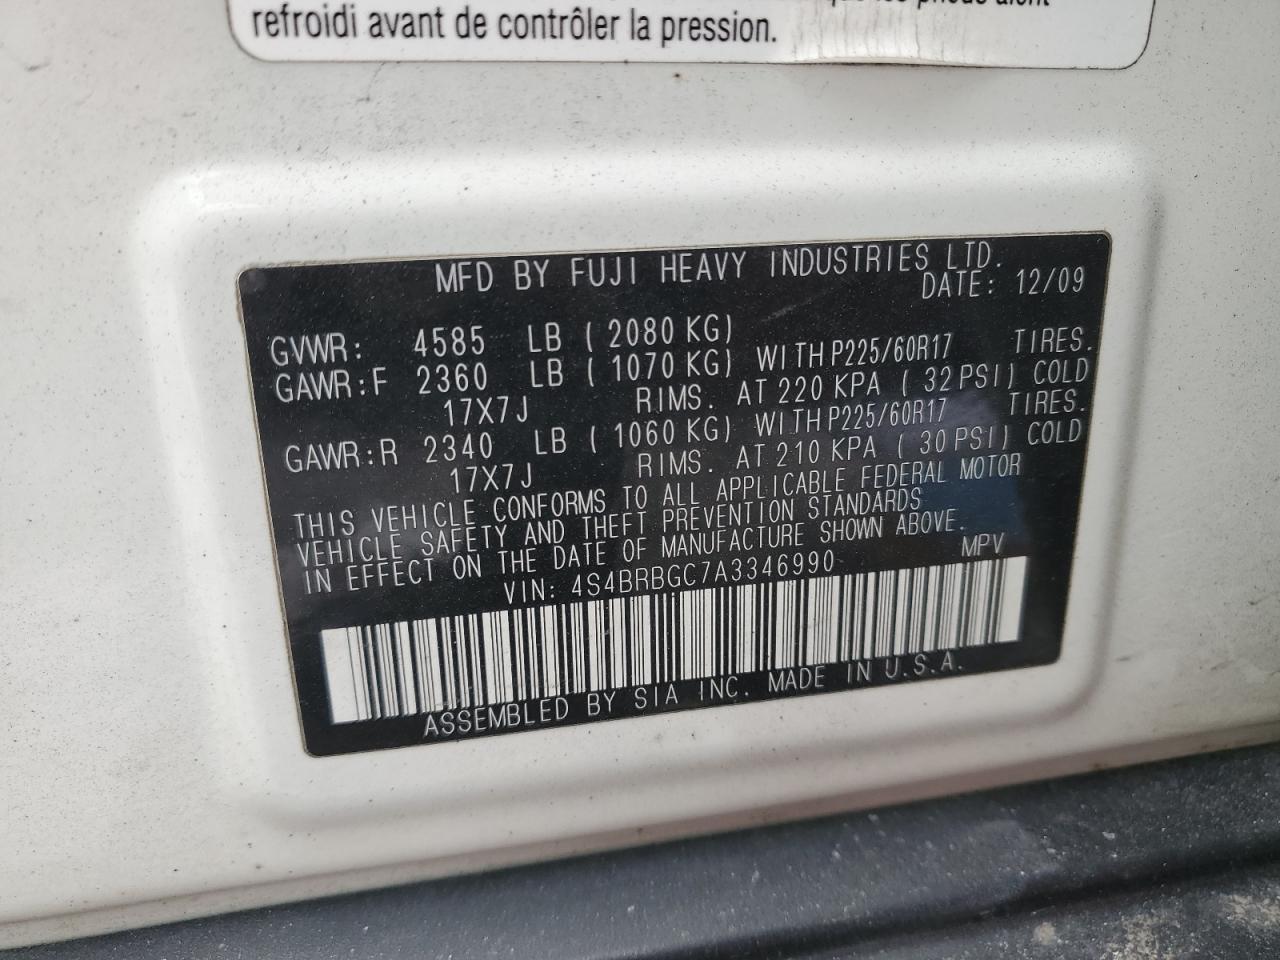 refroidi avant de contrôler la pression.
MFD BY FUJI HEAVY INDUSTRIES LTD.
DATE: 12/09
GVWR: 4585 LB ( 2080 KG)
GAWR:F 2360 LB ( 1070 KG) WITH P225/60R17 TIRES.
17X7J RIMS. AT 220 KPA ( 32 PSI) COLD
GAWR:R 2340 LB ( 1060 KG) WITH P225/60R17 TIRES.
17X7J RIMS. AT 210 KPA ( 30 PSI) COLD
THIS VEHICLE CONFORMS TO ALL APPLICABLE FEDERAL MOTOR
VEHICLE SAFETY AND THEFT PREVENTION STANDARDS
IN EFFECT ON THE DATE OF MANUFACTURE SHOWN ABOVE.
VIN: 4S4BRBGC7A3346990 MPV
ASSEMBLED BY SIA INC. MADE IN U.S.A.